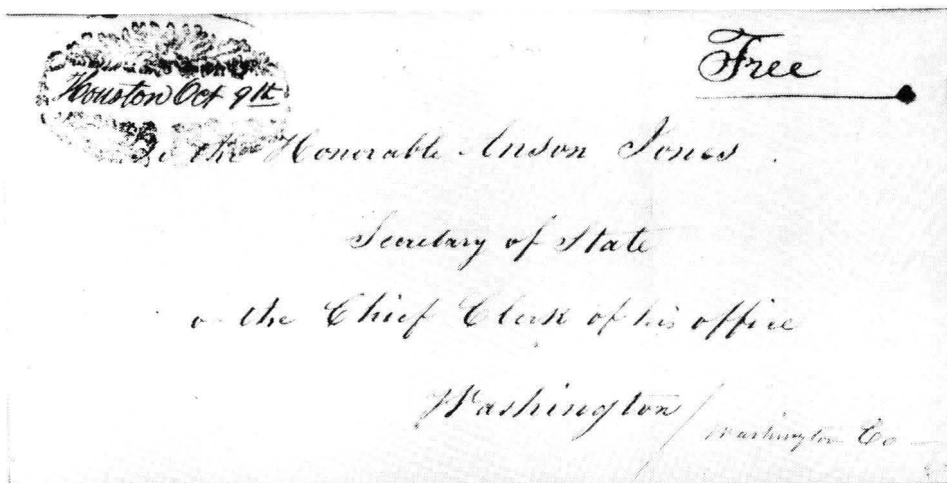 Free
Houston Oct 9th
To the Honorable Anson Jones
Secretary of State
or the Chief Clerk of his office
Washington / Washington Co